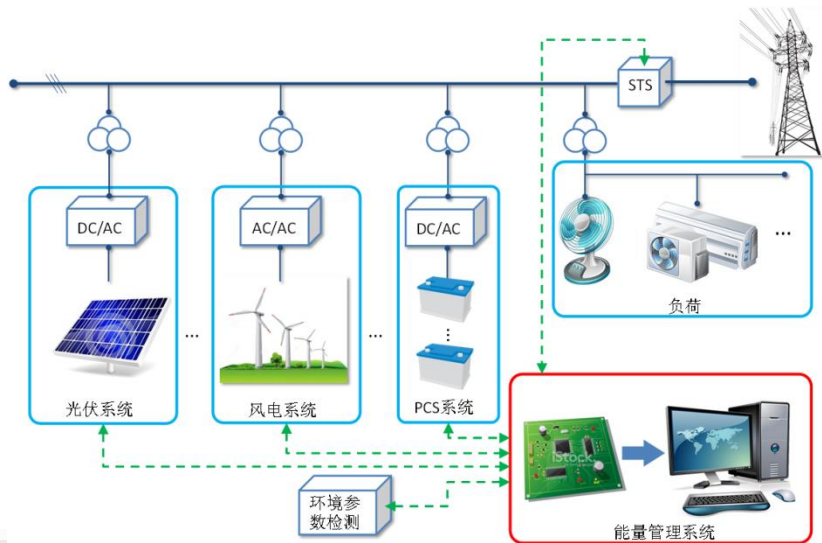 STS
DC/AC
AC/AC
DC/AC
...
...
...
...
负荷
光伏系统
风电系统
PCS系统
iStock
环境参
数检测
能量管理系统